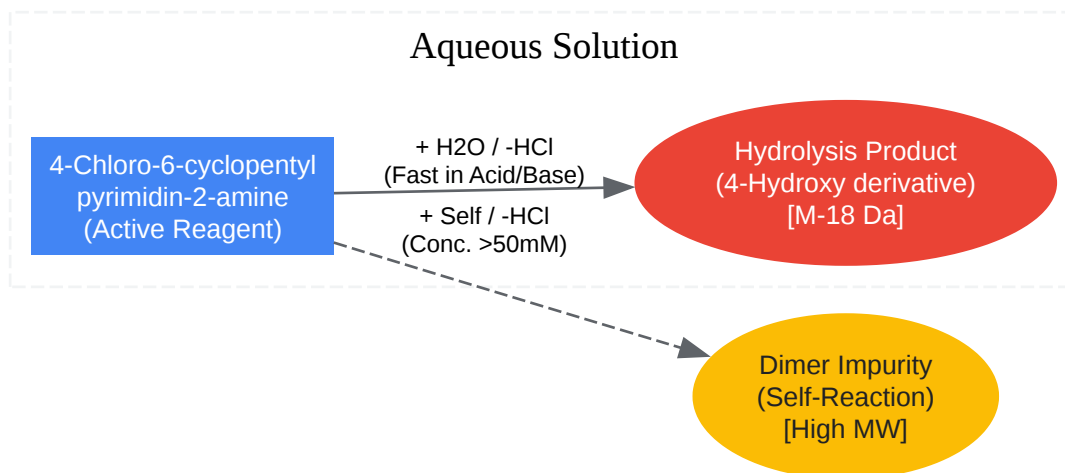 Aqueous Solution
4-Chloro-6-cyclopentyl
pyrimidin-2-amine
(Active Reagent)
+ H2O / -HCl
(Fast in Acid/Base)
+ Self / -HCl
(Conc. >50mM)
Hydrolysis Product
(4-Hydroxy derivative)
[M-18 Da]
Dimer Impurity
(Self-Reaction)
[High MW]